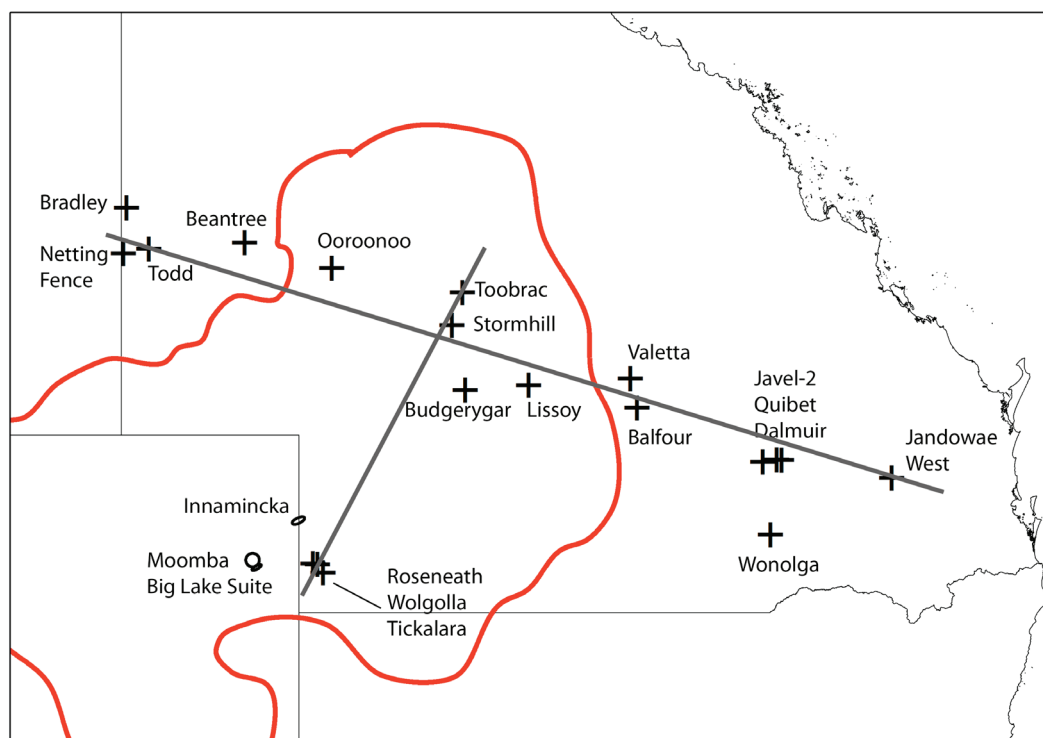 Bradley
Beantree
Netting
Fence
Todd
Ooroonoo
Toobrac
Stormhill
Valetta
Budgerygar
Lissoy
Balfour
Javel-2
Quibet
Dalmuir
Jandowae
West
Innamincka
Moomba
Big Lake Suite
Roseneath
Wolgolla
Tickalara
Wonolga